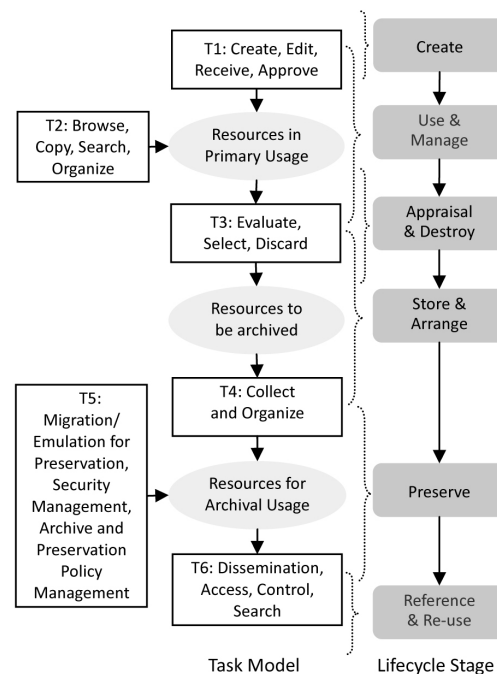 T1: Create, Edit,
Receive, Approve
Create
T2: Browse,
Copy, Search,
Organize
Resources in
Primary Usage
Use &
Manage
T3: Evaluate,
Select, Discard
Appraisal
& Destroy
Resources to
be archived
Store &
Arrange
T4: Collect
and Organize
T5:
Migration/
Emulation for
Preservation,
Security
Management,
Archive and
Preservation
Policy
Management
Resources for
Archival Usage
Preserve
T6: Dissemination,
Access, Control,
Search
Reference
& Re-use
Task Model
Lifecycle Stage